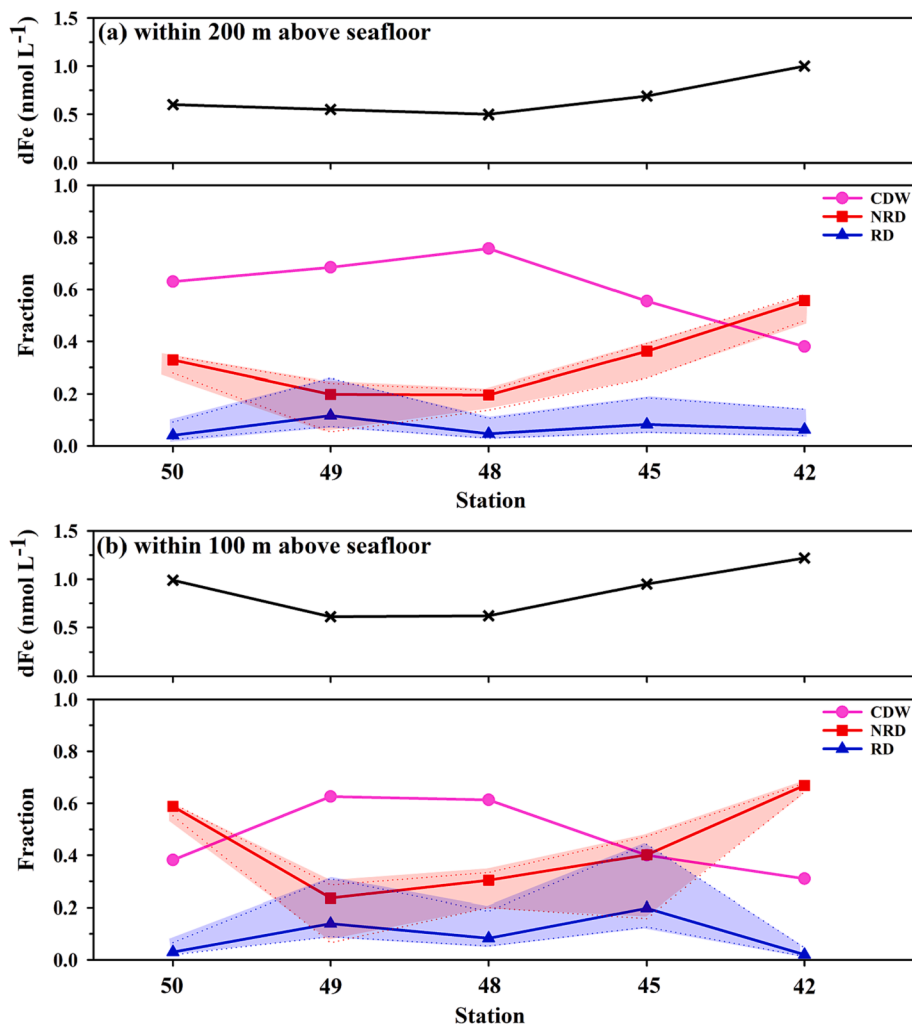 (a) within 200 m above seafloor
dFe (nmol L-1)
1.5
1.0
0.5
0.0
Fraction
1.0
0.8
0.6
0.4
0.2
0.0
CDW
NRD
RD
50 49 48 45 42
Station
(b) within 100 m above seafloor
dFe (nmol L-1)
1.5
1.0
0.5
0.0
Fraction
1.0
0.8
0.6
0.4
0.2
0.0
CDW
NRD
RD
50 49 48 45 42
Station